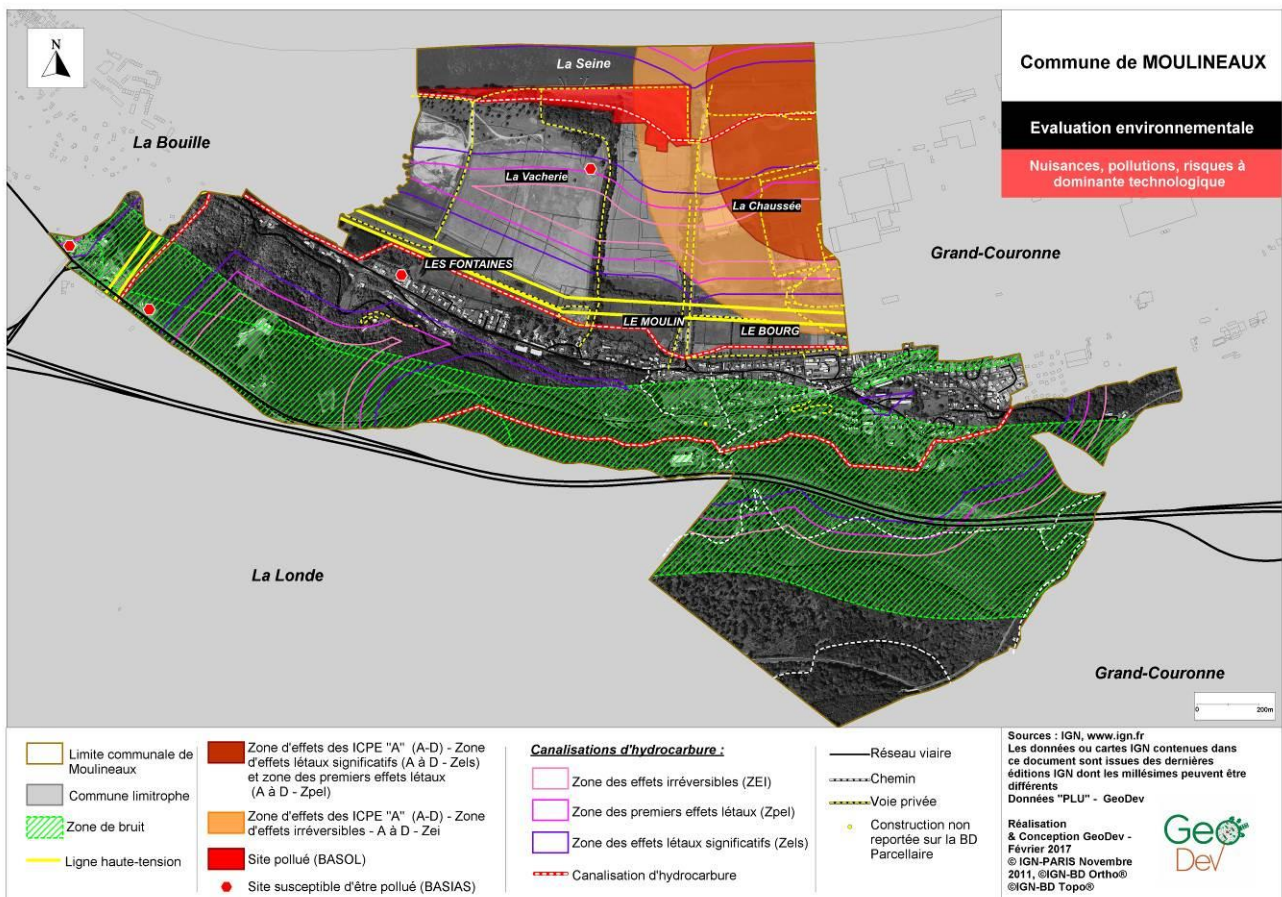 N
La Seine
Commune de MOULINEAUX
Evaluation environnementale
Nuisances, pollutions, risques à
dominante technologique
La Bouille
La Vacherie
La Chaussée
Grand-Couronne
LES FONTAINES
LE MOULIN
LE BOURG
La Londe
Grand-Couronne
0 200m
Limite communale de
Moulineaux
Commune limitrophe
Zone de bruit
Ligne haute-tension
Zone d'effets des ICPE "A" (A-D) - Zone
d'effets létaux significatifs (A à D - Zels)
et zone des premiers effets létaux
(A à D - Zpel)
Zone d'effets des ICPE "A" (A-D) - Zone
d'effets irréversibles - A à D - Zei
Site pollué (BASOL)
Site susceptible d'être pollué (BASIAS)
Canalisations d'hydrocarbure :
Zone des effets irréversibles (ZEI)
Zone des premiers effets létaux (Zpel)
Zone des effets létaux significatifs (Zels)
Canalisation d'hydrocarbure
Réseau viaire
Chemin
Voie privée
Construction non
reportée sur la BD
Parcellaire
Sources : IGN, www.ign.fr
Les données ou cartes IGN contenues dans
ce document sont issues des dernières
éditions IGN dont les millésimes peuvent être
différents
Données "PLU" - GeoDev
Réalisation
& Conception GeoDev -
Février 2017
© IGN-PARIS Novembre
2011, ©IGN-BD Ortho®
©IGN-BD Topo®
Geo
Dev